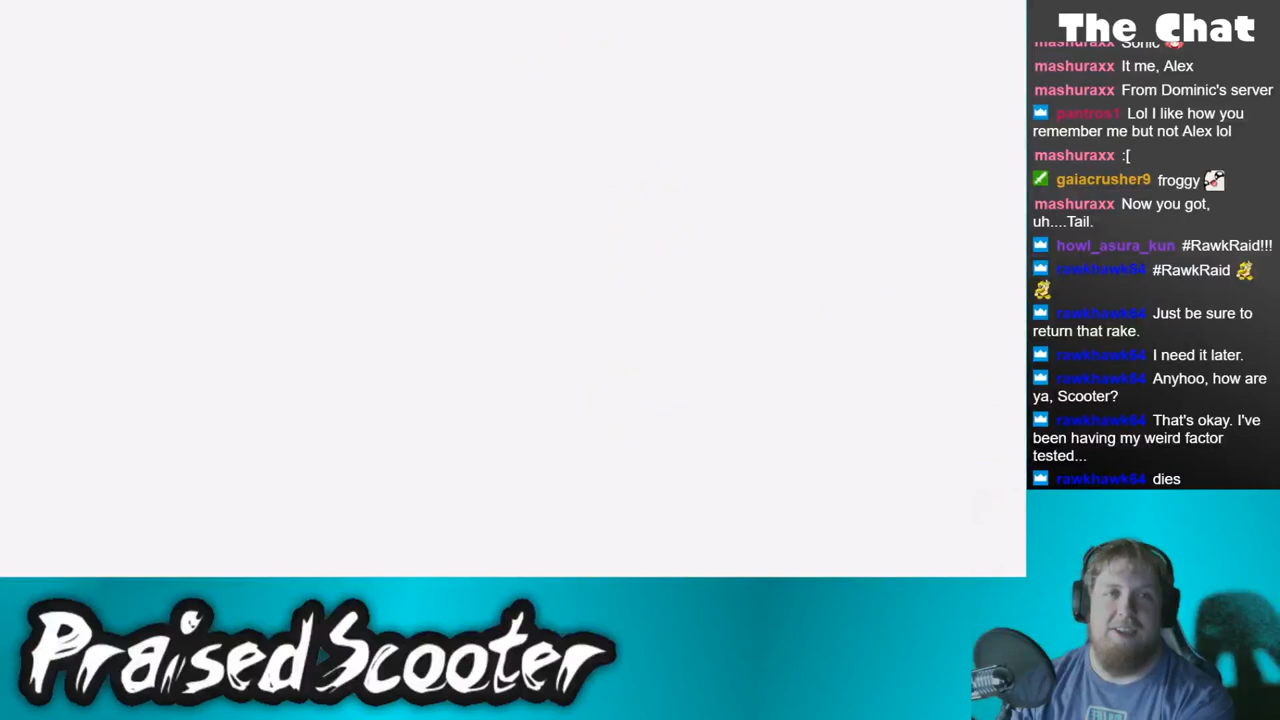 The Chat
mashuraxx Sonic
mashuraxx It me, Alex
mashuraxx From Dominic's server
pantros1 Lol I like how you
remember me but not Alex lol
mashuraxx :[
gaiacrusher9 froggy
mashuraxx Now you got,
uh....Tail.
howl_asura_kun #RawkRaid!!!
rawkhawk64 #RawkRaid
rawkhawk64 Just be sure to
return that rake.
rawkhawk64 I need it later.
rawkhawk64 Anyhoo, how are
ya, Scooter?
rawkhawk64 That's okay. I've
been having my weird factor
tested...
rawkhawk64 dies
PraisedScooter